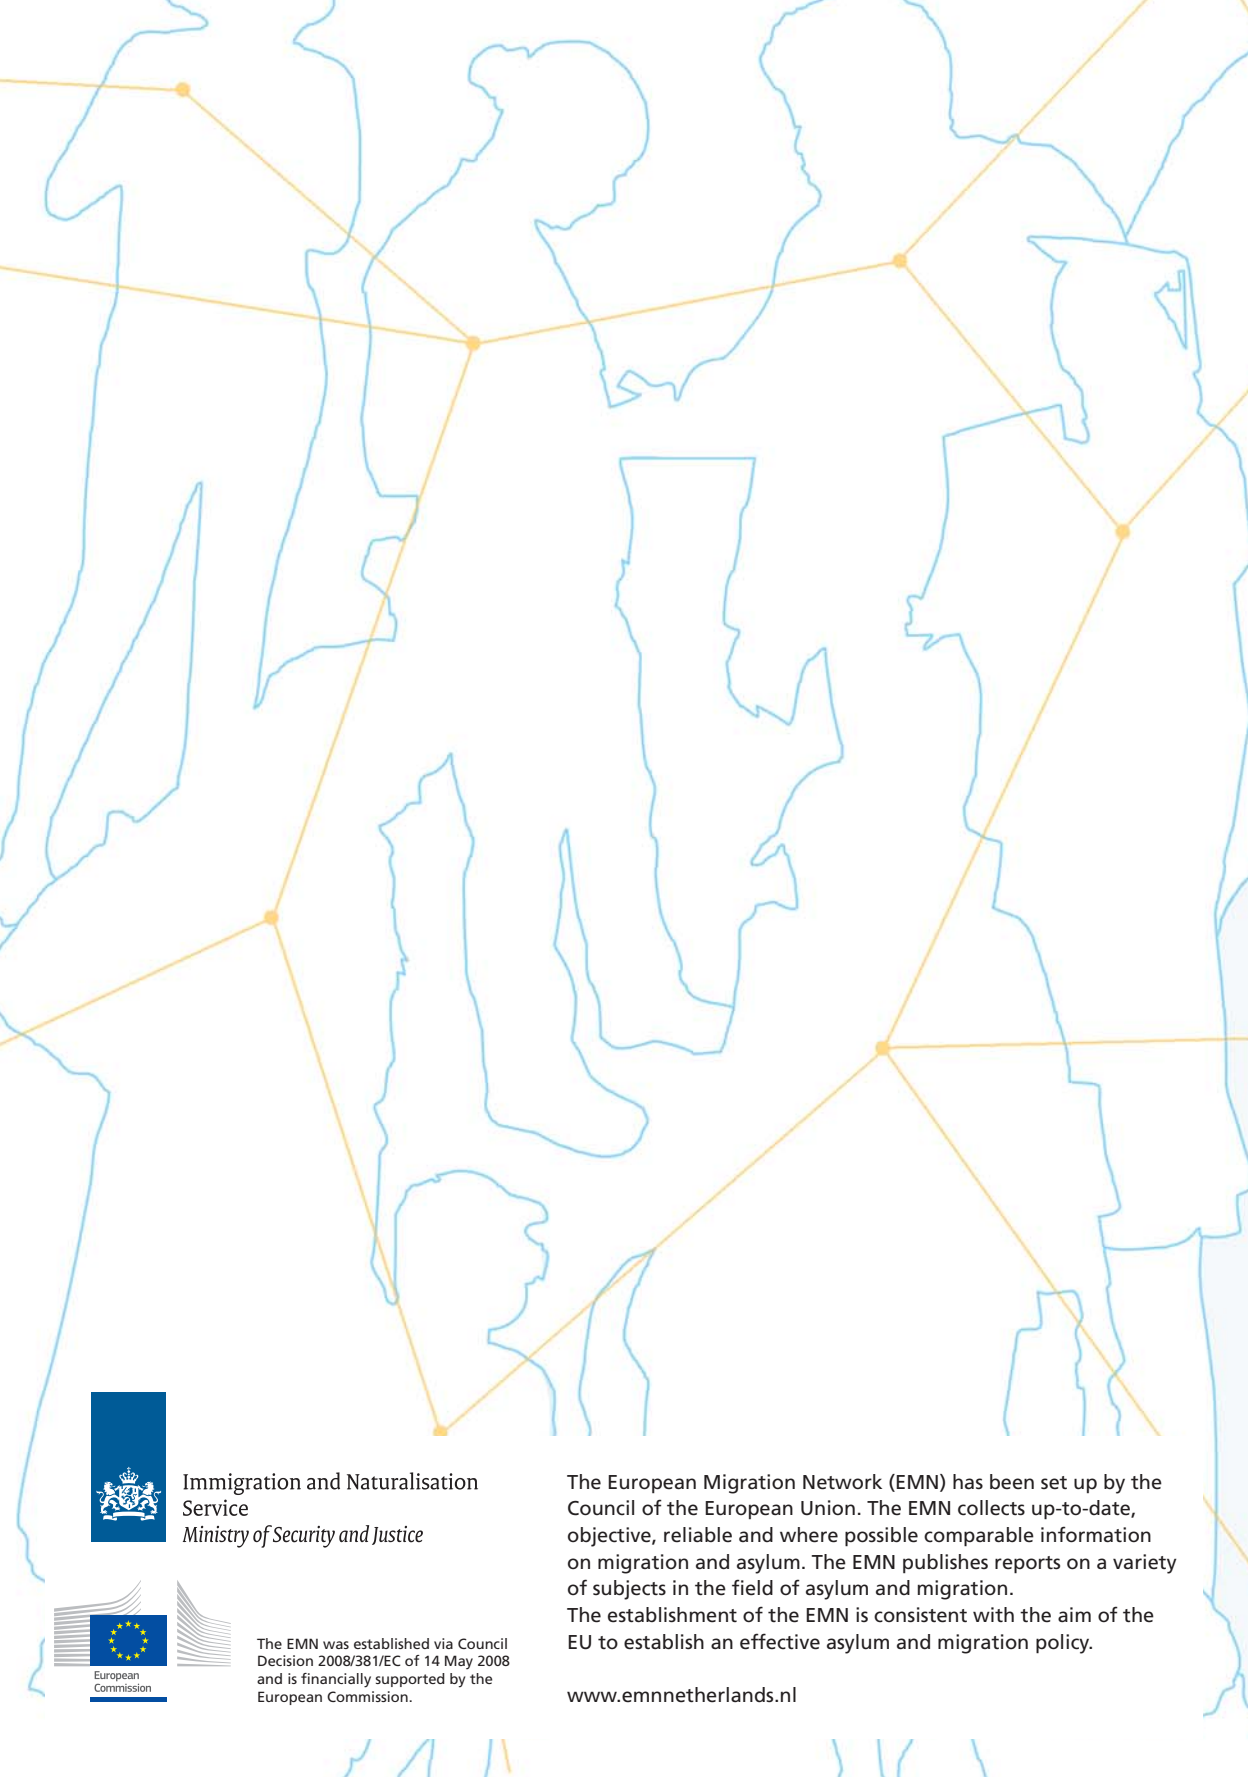 Immigration and Naturalisation
Service
Ministry of Security and Justice
European
Commission
The EMN was established via Council
Decision 2008/381/EC of 14 May 2008
and is financially supported by the
European Commission.
The European Migration Network (EMN) has been set up by the
Council of the European Union. The EMN collects up-to-date,
objective, reliable and where possible comparable information
on migration and asylum. The EMN publishes reports on a variety
of subjects in the field of asylum and migration.
The establishment of the EMN is consistent with the aim of the
EU to establish an effective asylum and migration policy.
www.emnnetherlands.nl